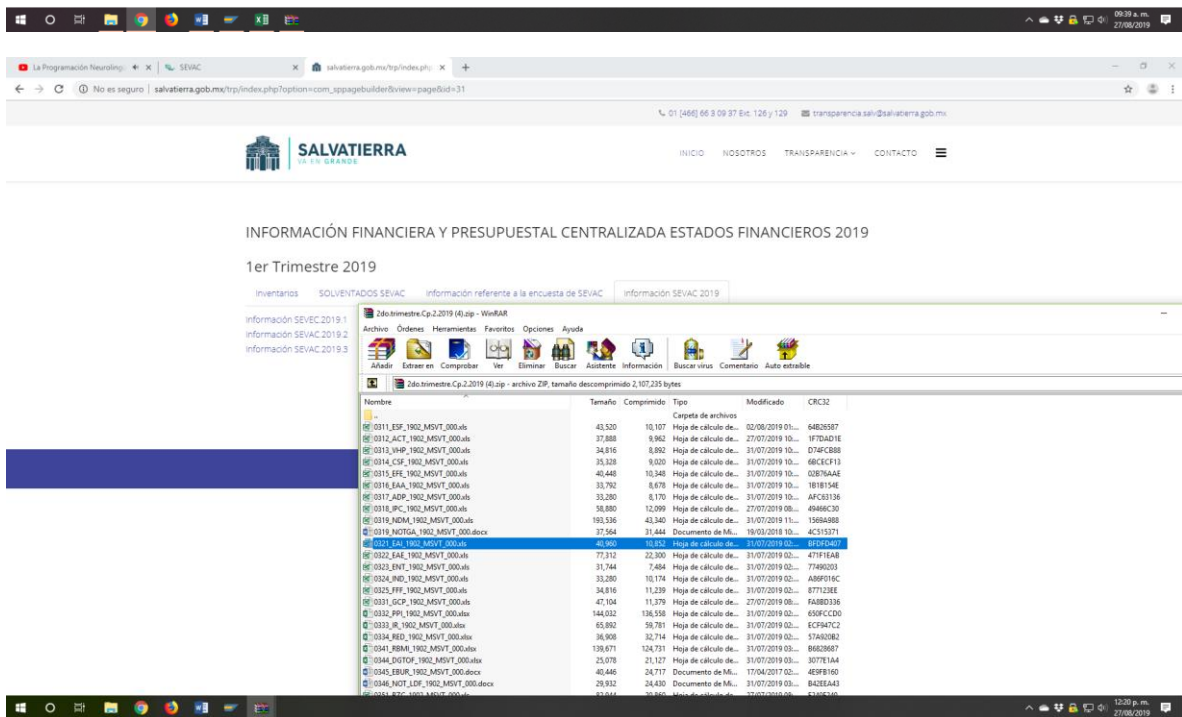 09:39 a. m.
27/08/2019
La Programación Neuroling
SEVAC
salvatierra.gob.mx/trp/index.php
No es seguro | salvatierra.gob.mx/trp/index.php?option=com_sppagebuilder&view=page&id=31
01 [466] 66 3 09 37 Ext. 126 y 129 transparencia.salv@salvatierra.gob.mx
SALVATIERRA
VA EN GRANDE
INICIO NOSOTROS TRANSPARENCIA CONTACTO
INFORMACIÓN FINANCIERA Y PRESUPUESTAL CENTRALIZADA ESTADOS FINANCIEROS 2019
1er Trimestre 2019
Inventarios SOLVENTADOS SEVAC Información referente a la encuesta de SEVAC Información SEVAC 2019
Información SEVEC.2019.1
Información SEVAC.2019.2
Información SEVAC.2019.3
2do.trimestre.Cp.2.2019 (4).zip - WinRAR
Archivo Órdenes Herramientas Favoritos Opciones Ayuda
Añadir Extraer en Comprobar Ver Eliminar Buscar Asistente Información Buscar virus Comentario Auto extraíble
2do.trimestre.Cp.2.2019 (4).zip - archivo ZIP, tamaño descomprimido 2,107,235 bytes
Nombre Tamaño Comprimido Tipo Modificado CRC32
.. Carpeta de archivos
0311_ESF_1902_MSVT_000.xls 43,520 10,107 Hoja de cálculo de... 02/08/2019 01:... 64B26587
0312_ACT_1902_MSVT_000.xls 37,888 9,962 Hoja de cálculo de... 27/07/2019 10:... 1F7DAD1E
0313_VHP_1902_MSVT_000.xls 34,816 8,892 Hoja de cálculo de... 31/07/2019 10:... D74FCB88
0314_CSF_1902_MSVT_000.xls 35,328 9,020 Hoja de cálculo de... 31/07/2019 10:... 6BCECF13
0315_EFE_1902_MSVT_000.xls 40,448 10,348 Hoja de cálculo de... 31/07/2019 10:... 02B76AAE
0316_EAA_1902_MSVT_000.xls 33,792 8,678 Hoja de cálculo de... 31/07/2019 10:... 1B1B154E
0317_ADP_1902_MSVT_000.xls 33,280 8,170 Hoja de cálculo de... 31/07/2019 10:... AFC63136
0318_IPC_1902_MSVT_000.xls 58,880 12,099 Hoja de cálculo de... 27/07/2019 08:... 49466C30
0319_NDM_1902_MSVT_000.xls 193,536 43,340 Hoja de cálculo de... 31/07/2019 11:... 1569A988
0319_NOTGA_1902_MSVT_000.docx 37,564 31,444 Documento de Mi... 19/03/2018 10:... 4C515371
0321_EAI_1902_MSVT_000.xls 40,960 10,852 Hoja de cálculo de... 31/07/2019 02:... BFDFD407
0322_EAE_1902_MSVT_000.xls 77,312 22,300 Hoja de cálculo de... 31/07/2019 02:... 471F1EAB
0323_ENT_1902_MSVT_000.xls 31,744 7,484 Hoja de cálculo de... 31/07/2019 02:... 77490203
0324_IND_1902_MSVT_000.xls 33,280 10,174 Hoja de cálculo de... 31/07/2019 02:... A86F016C
0325_FFF_1902_MSVT_000.xls 34,816 11,239 Hoja de cálculo de... 31/07/2019 02:... 877123EE
0331_GCP_1902_MSVT_000.xls 47,104 11,379 Hoja de cálculo de... 27/07/2019 08:... FA8BD336
0332_PPI_1902_MSVT_000.xlsx 144,032 136,558 Hoja de cálculo de... 31/07/2019 02:... 650FCCD0
0333_IR_1902_MSVT_000.xlsx 65,892 59,781 Hoja de cálculo de... 31/07/2019 02:... ECF947C2
0334_RED_1902_MSVT_000.xlsx 36,908 32,714 Hoja de cálculo de... 31/07/2019 02:... 57A920B2
0341_RBMI_1902_MSVT_000.xlsx 139,671 124,731 Hoja de cálculo de... 31/07/2019 03:... B6828687
0344_DGTOF_1902_MSVT_000.xlsx 25,078 21,127 Hoja de cálculo de... 31/07/2019 03:... 3077E1A4
0345_EBUR_1902_MSVT_000.docx 40,446 24,717 Documento de Mi... 17/04/2017 02:... 4E9FB160
0346_NOT_LDF_1902_MSVT_000.docx 29,932 24,430 Documento de Mi... 31/07/2019 03:... B42EEA43
12:20 p. m.
27/08/2019